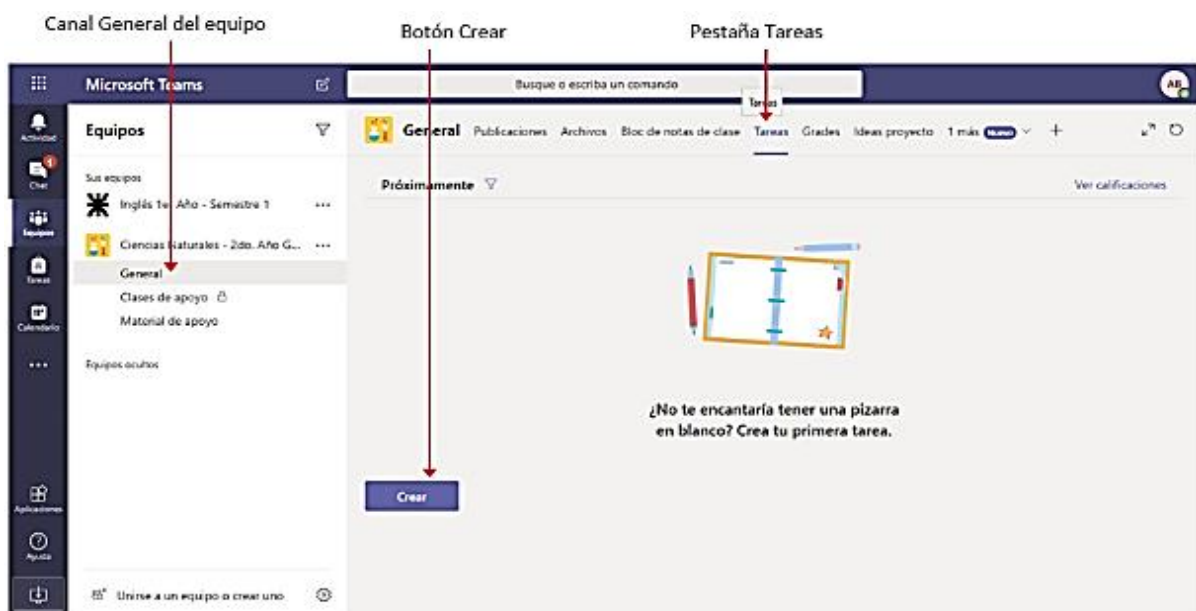 Canal General del equipo
Botón Crear
Pestaña Tareas
Microsoft Teams
Busque o escriba un comando
AB
Tareas
Actividad
Chat
1
Equipos
Tareas
Calendario
Aplicaciones
Ayuda
Equipos
Sus equipos
Inglés 1er. Año - Semestre 1
Ciencias Naturales - 2do. Año G...
General
Clases de apoyo
Material de apoyo
Equipos ocultos
Unirse a un equipo o crear uno
General Publicaciones Archivos Bloc de notas de clase Tareas Grades Ideas proyecto 1 más NUEVO
Próximamente
Ver calificaciones
¿No te encantaría tener una pizarra
en blanco? Crea tu primera tarea.
Crear